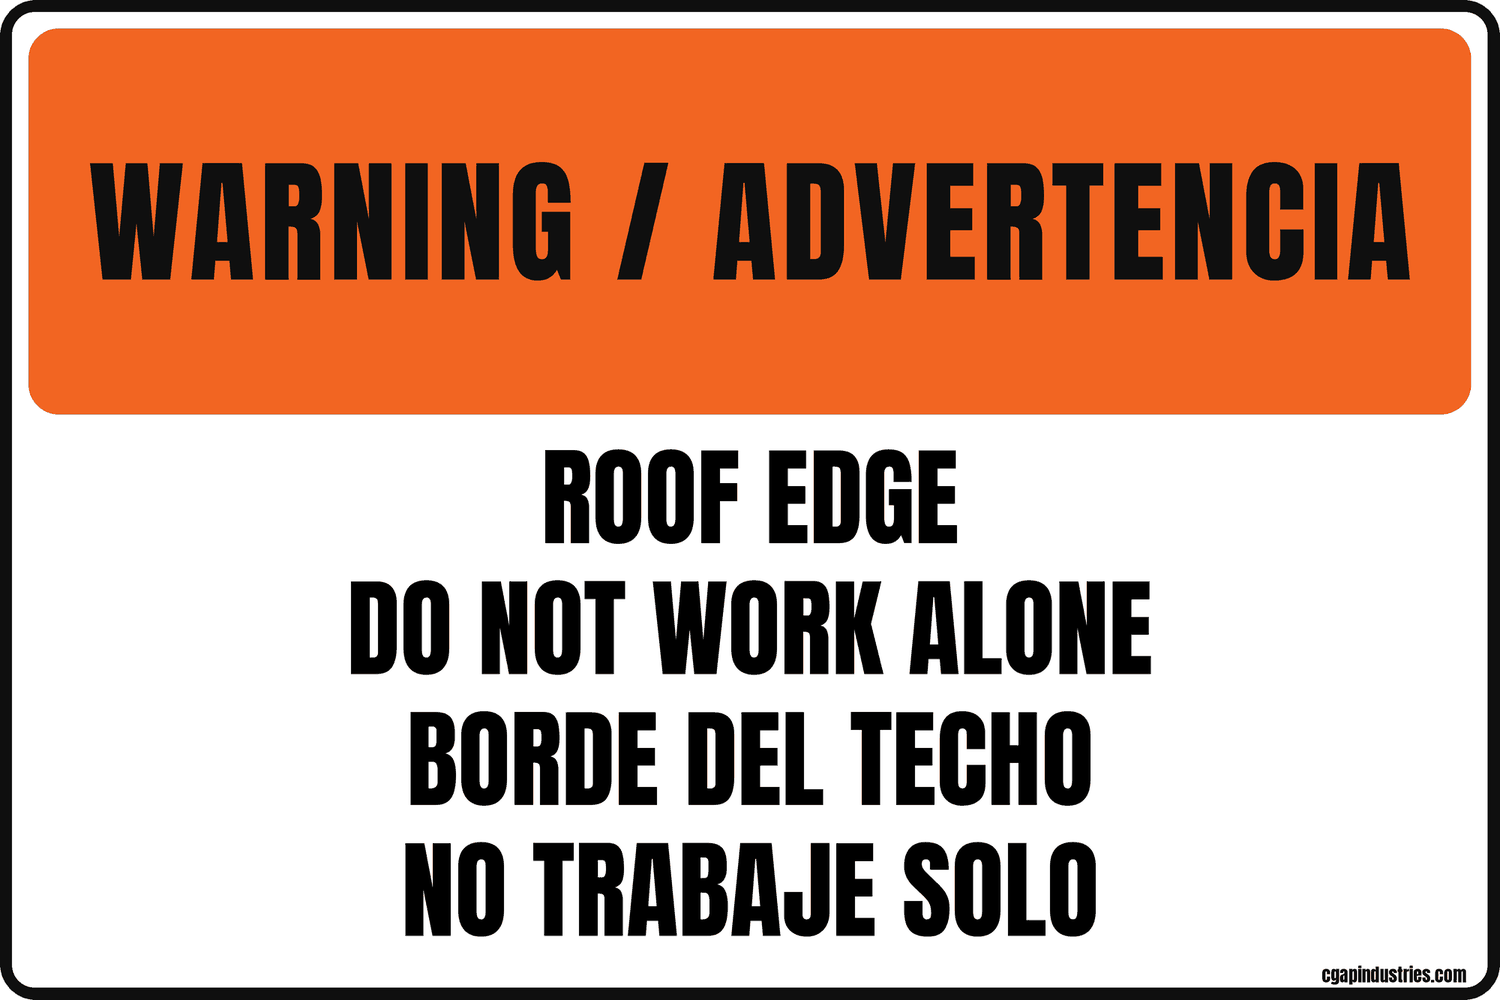 WARNING / ADVERTENCIA
ROOF EDGE
DO NOT WORK ALONE
BORDE DEL TECHO
NO TRABAJE SOLO
cgapindustries.com